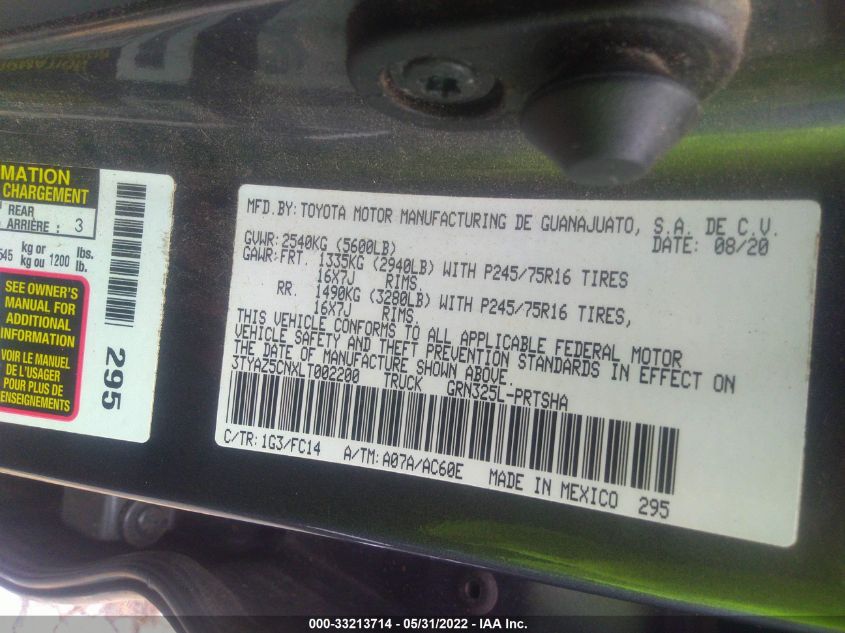 MATION
CHARGEMENT
REAR
ARRIÈRE : 3
545 kg or 1200 lbs.
kg ou lb.
SEE OWNER'S
MANUAL FOR
ADDITIONAL
INFORMATION
VOIR LE MANUEL
DE L'USAGER
POUR PLUS DE
RENSEIGNEMENTS
295
MFD.BY: TOYOTA MOTOR MANUFACTURING DE GUANAJUATO, S.A. DE C.V.
GVWR: 2540KG (5600LB) DATE: 08/20
GAWR:FRT. 1335KG (2940LB) WITH P245/75R16 TIRES
16X7J RIMS,
RR. 1490KG (3280LB) WITH P245/75R16 TIRES,
16X7J RIMS,
THIS VEHICLE CONFORMS TO ALL APPLICABLE FEDERAL MOTOR
VEHICLE SAFETY AND THEFT PREVENTION STANDARDS IN EFFECT ON
THE DATE OF MANUFACTURE SHOWN ABOVE.
3TYAZ5CNXLT002200 TRUCK GRN325L-PRTSHA
C/TR: 1G3/FC14 A/TM: A07A/AC60E MADE IN MEXICO 295
000-33213714 - 05/31/2022 - IAA Inc.